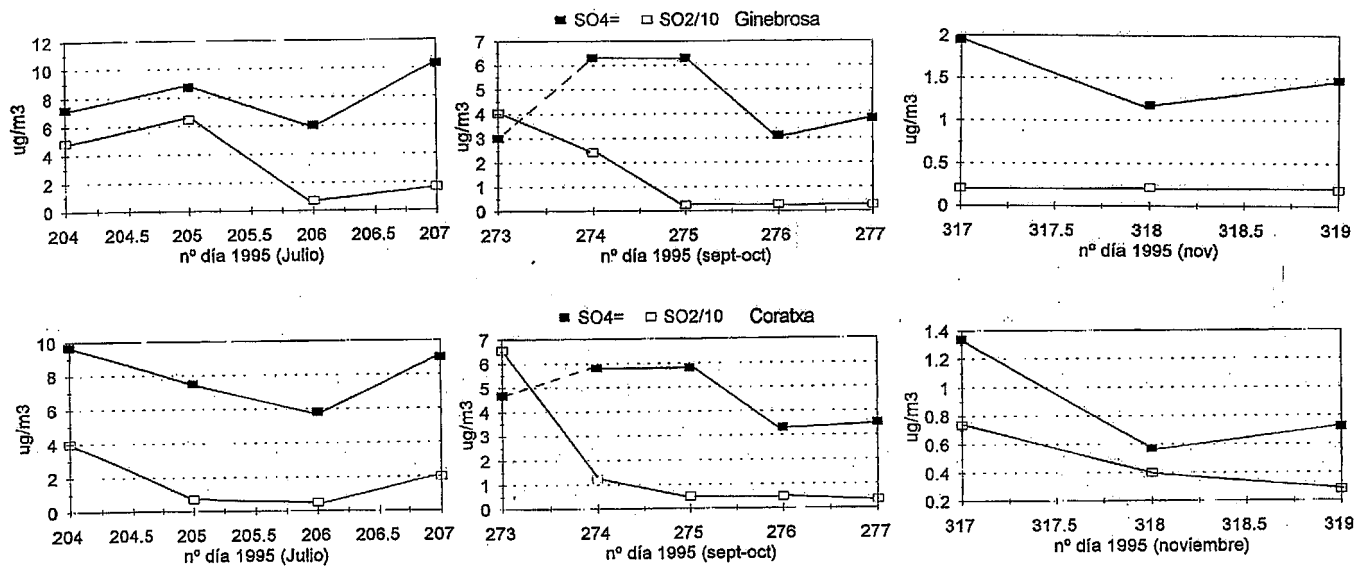 SO4= SO2/10 Ginebrosa
12
10
8
6
4
2
0
ug/m3
204 204.5 205 205.5 206 206.5 207
nº día 1995 (Julio)
7
6
5
4
3
2
1
0
ug/m3
273 274 275 276 277
nº día 1995 (sept-oct)
2
1.5
1
0.5
0
ug/m3
317 317.5 318 318.5 319
nº día 1995 (nov)
SO4= SO2/10 Coratxa
10
8
6
4
2
0
ug/m3
204 204.5 205 205.5 206 206.5 207
nº día 1995 (Julio)
7
6
5
4
3
2
1
0
ug/m3
273 274 275 276 277
nº día 1995 (sept-oct)
1.4
1.2
1
0.8
0.6
0.4
0.2
ug/m3
317 317.5 318 318.5 319
nº día 1995 (noviembre)